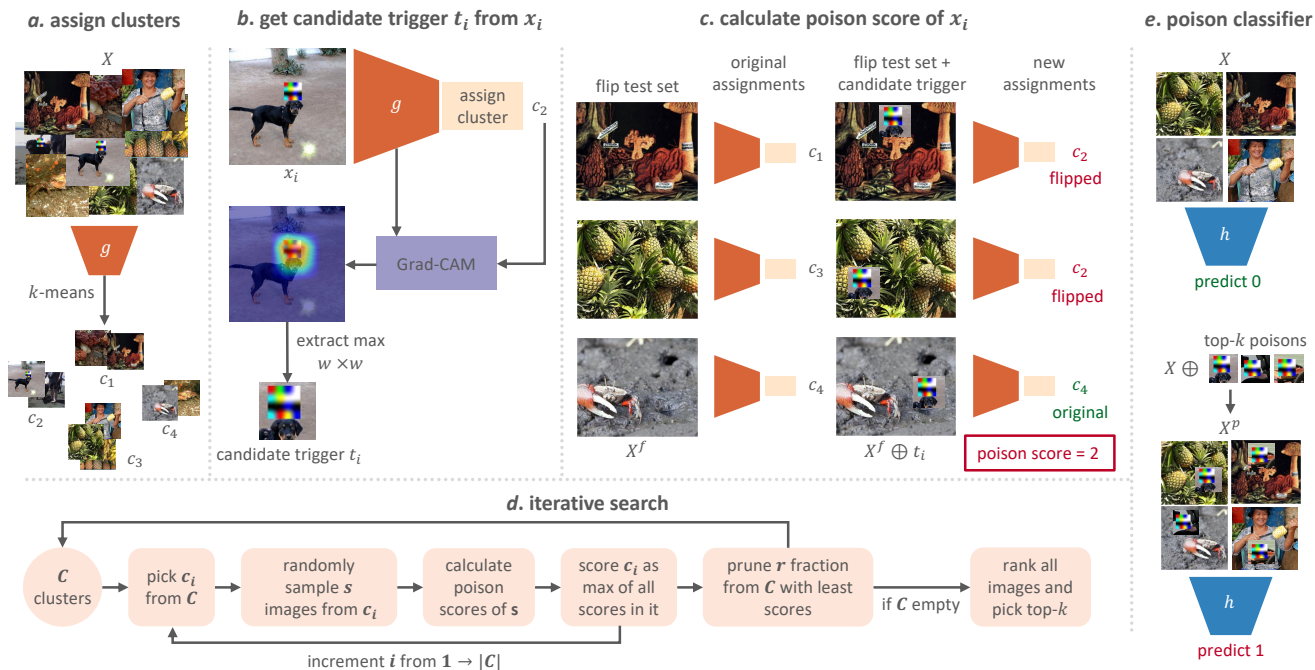 a. assign clusters
X
g
k-means
c₁
c₂
c₄
c₃
b. get candidate trigger tᵢ from xᵢ
g
assign
cluster
c₂
xᵢ
Grad-CAM
extract max
w ×w
candidate trigger tᵢ
c. calculate poison score of xᵢ
flip test set
original
assignments
flip test set +
candidate trigger
new
assignments
c₁
c₂
flipped
c₃
c₂
flipped
c₄
c₄
original
Xᶠ
Xᶠ ⊕ tᵢ
poison score = 2
d. iterative search
C
clusters
pick cᵢ
from C
randomly
sample s
images from cᵢ
calculate
poison
scores of s
score cᵢ as
max of all
scores in it
prune r fraction
from C with least
scores
if C empty
rank all
images and
pick top-k
increment i from 1 → |C|
e. poison classifier
X
h
predict 0
top-k poisons
X ⊕
Xᵖ
h
predict 1